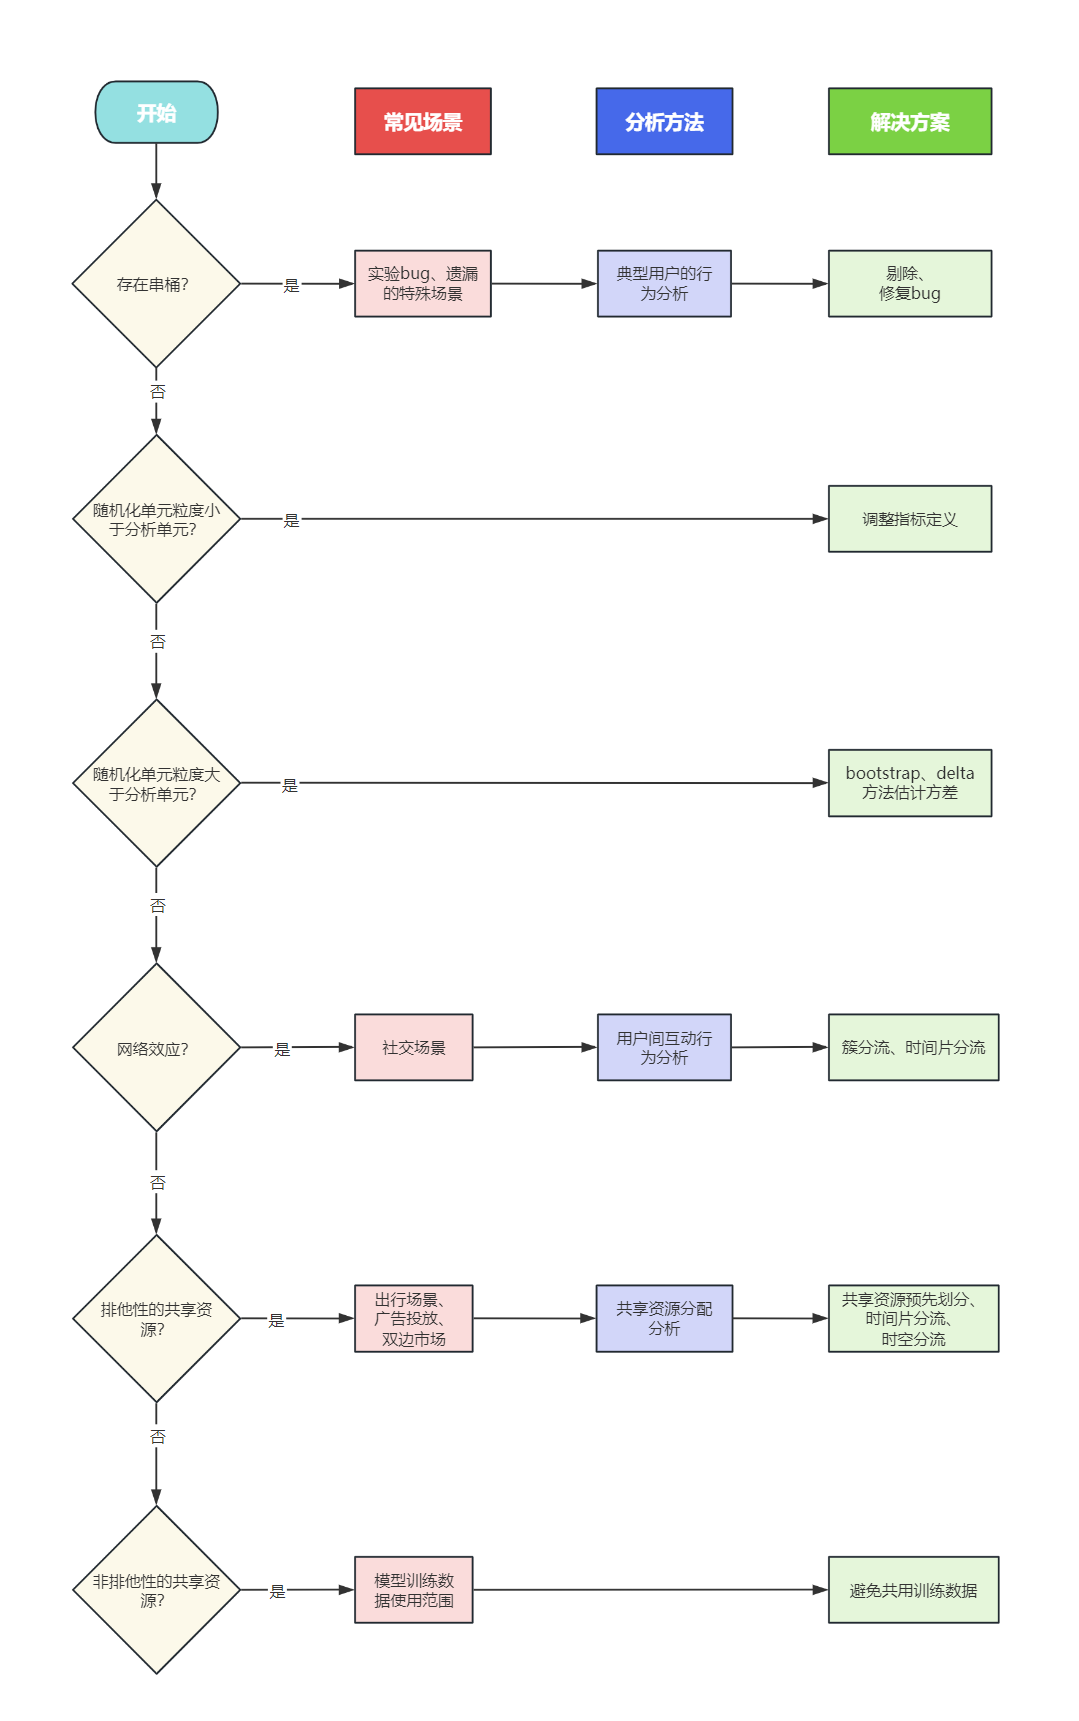 开始
常见场景
分析方法
解决方案
存在串桶?
是
实验bug、遗漏
的特殊场景
典型用户的行
为分析
剔除、
修复bug
否
随机化单元粒度小
于分析单元?
是
调整指标定义
否
随机化单元粒度大
于分析单元?
是
bootstrap、delta
方法估计方差
否
网络效应?
是
社交场景
用户间互动行
为分析
簇分流、时间片分流
否
排他性的共享资
源?
是
出行场景、
广告投放、
双边市场
共享资源分配
分析
共享资源预先划分、
时间片分流、
时空分流
否
非排他性的共享资
源?
是
模型训练数
据使用范围
避免共用训练数据